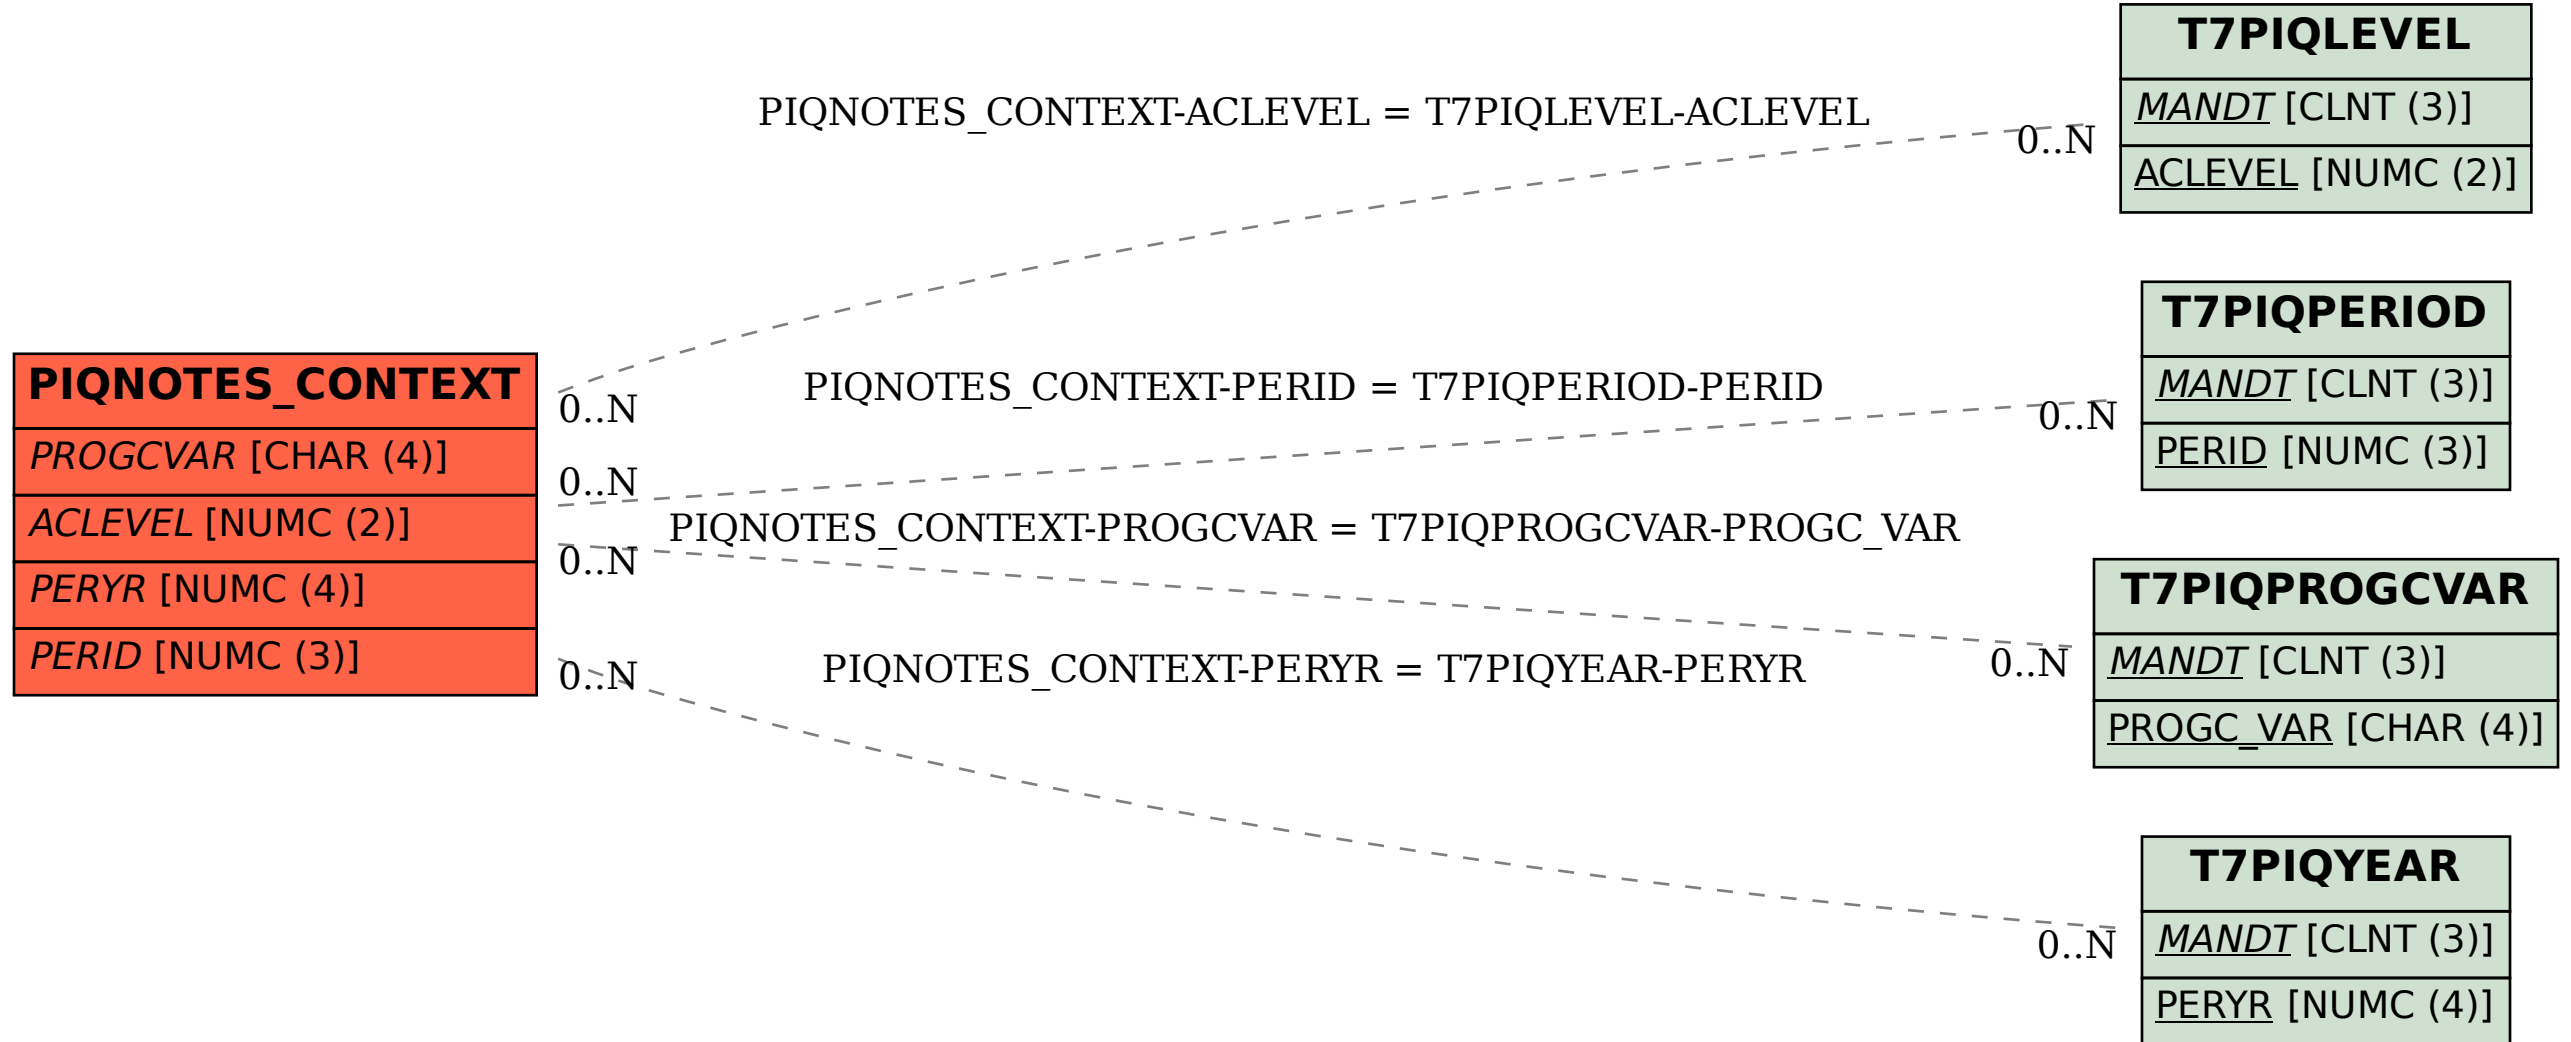 PIQNOTES_CONTEXT
PROGCVAR [CHAR (4)]
ACLEVEL [NUMC (2)]
PERYR [NUMC (4)]
PERID [NUMC (3)]
PIQNOTES_CONTEXT-ACLEVEL = T7PIQLEVEL-ACLEVEL
0..N
0..N
PIQNOTES_CONTEXT-PERID = T7PIQPERIOD-PERID
0..N
0..N
PIQNOTES_CONTEXT-PROGCVAR = T7PIQPROGCVAR-PROGC_VAR
0..N
0..N
PIQNOTES_CONTEXT-PERYR = T7PIQYEAR-PERYR
0..N
0..N
T7PIQLEVEL
MANDT [CLNT (3)]
ACLEVEL [NUMC (2)]
T7PIQPERIOD
MANDT [CLNT (3)]
PERID [NUMC (3)]
T7PIQPROGCVAR
MANDT [CLNT (3)]
PROGC_VAR [CHAR (4)]
T7PIQYEAR
MANDT [CLNT (3)]
PERYR [NUMC (4)]